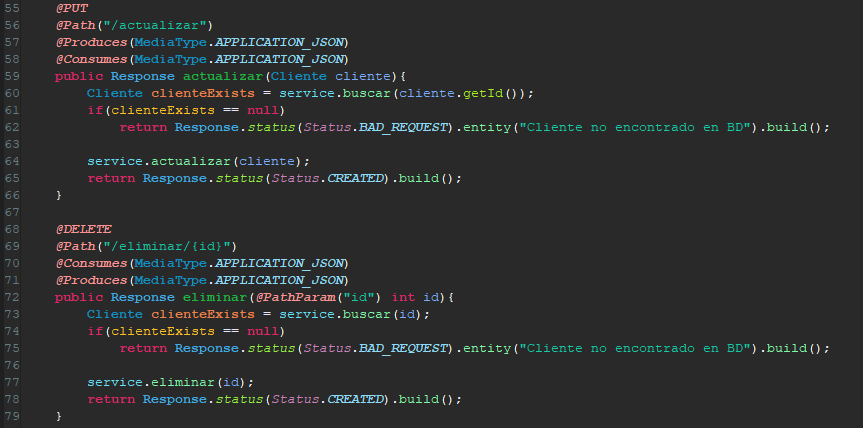 55    @PUT
56    @Path("/actualizar")
57    @Produces(MediaType.APPLICATION_JSON)
58    @Consumes(MediaType.APPLICATION_JSON)
59    public Response actualizar(Cliente cliente){
60        Cliente clienteExists = service.buscar(cliente.getId());
61        if(clienteExists == null)
62            return Response.status(Status.BAD_REQUEST).entity("Cliente no encontrado en BD").build();
63
64        service.actualizar(cliente);
65        return Response.status(Status.CREATED).build();
66    }
67
68    @DELETE
69    @Path("/eliminar/{id}")
70    @Consumes(MediaType.APPLICATION_JSON)
71    @Produces(MediaType.APPLICATION_JSON)
72    public Response eliminar(@PathParam("id") int id){
73        Cliente clienteExists = service.buscar(id);
74        if(clienteExists == null)
75            return Response.status(Status.BAD_REQUEST).entity("Cliente no encontrado en BD").build();
76
77        service.eliminar(id);
78        return Response.status(Status.CREATED).build();
79    }